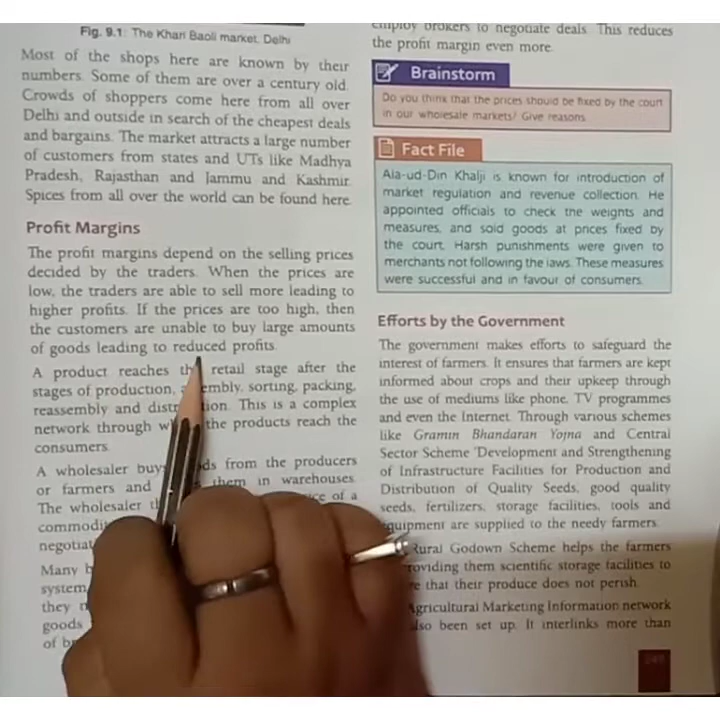 Fig. 9.1: The Khari Baoli market, Delhi
Most of the shops here are known by their
numbers. Some of them are over a century old.
Crowds of shoppers come here from all over
Delhi and outside in search of the cheapest deals
and bargains. The market attracts a large number
of customers from states and UTs like Madhya
Pradesh, Rajasthan and Jammu and Kashmir.
Spices from all over the world can be found here.
Profit Margins
The profit margins depend on the selling prices
decided by the traders. When the prices are
low, the traders are able to sell more leading to
higher profits. If the prices are too high, then
the customers are unable to buy large amounts
of goods leading to reduced profits.
A product reaches the retail stage after the
stages of production, assembly, sorting, packing,
reassembly and distribution. This is a complex
network through the products reach the
consumers.
A wholesaler buys from the producers
or farmers and them in warehouses.
The wholesaler of a
commodi
negotiat
Many b
system,
they
goods
of b
employ brokers to negotiate deals. This reduces
the profit margin even more.
Brainstorm
Do you think that the prices should be fixed by the court
in our wholesale markets? Give reasons.
Fact File
Ala-ud-Din Khalji is known for introduction of
market regulation and revenue collection. He
appointed officials to check the weights and
measures, and sold goods at prices fixed by
the court. Harsh punishments were given to
merchants not following the laws. These measures
were successful and in favour of consumers.
Efforts by the Government
The government makes efforts to safeguard the
interest of farmers. It ensures that farmers are kept
informed about crops and their upkeep through
the use of mediums like phone, TV programmes
and even the Internet. Through various schemes
like Gramin Bhandaran Yojna and Central
Sector Scheme 'Development and Strengthening
of Infrastructure Facilities for Production and
Distribution of Quality Seeds, good quality
seeds, fertilizers, storage facilities, tools and
equipment are supplied to the needy farmers.
Rural Godown Scheme helps the farmers
roviding them scientific storage facilities to
e that their produce does not perish.
Agricultural Marketing Information network
lso been set up. It interlinks more than